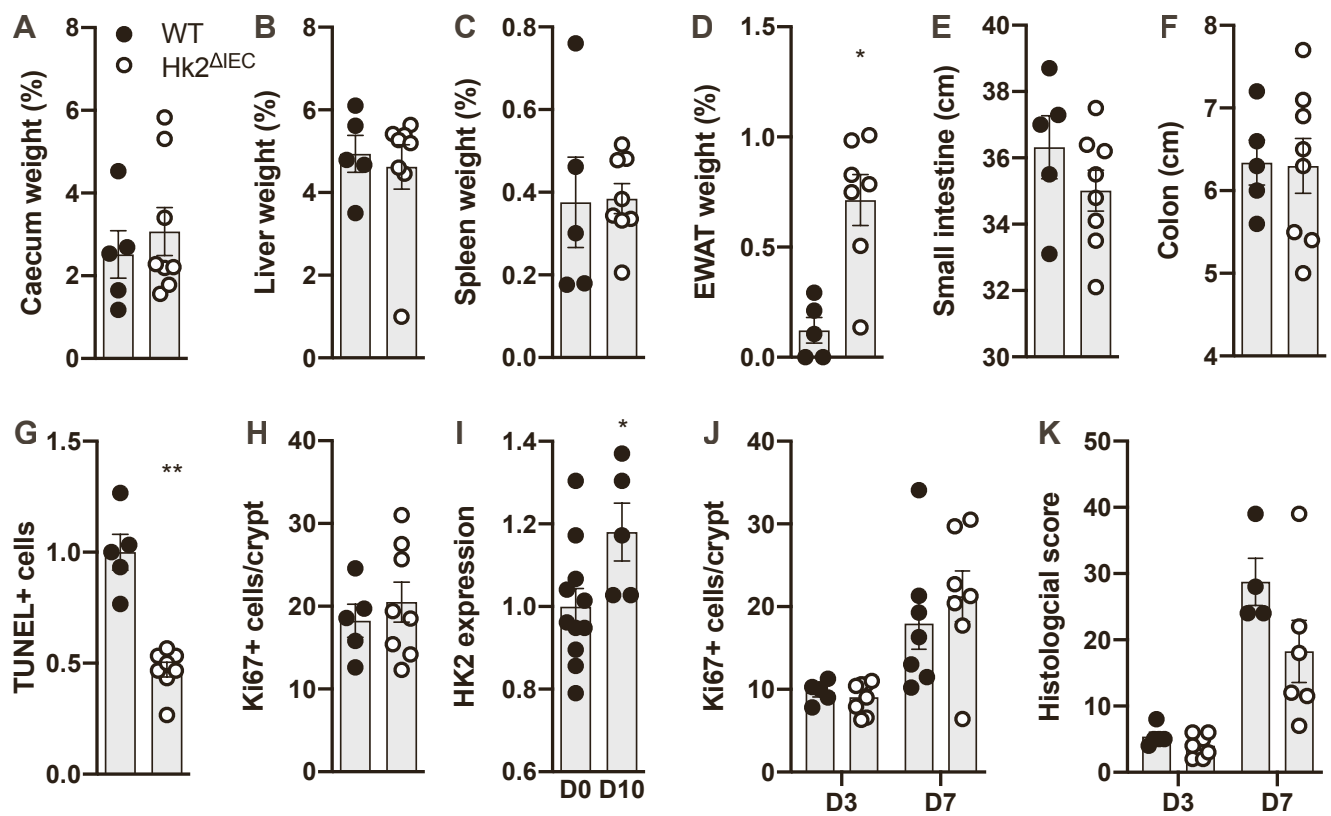 A
Caecum weight (%)
8
6
4
2
0
WT
Hk2ΔIEC
B
Liver weight (%)
8
6
4
2
0
C
Spleen weight (%)
0.8
0.6
0.4
0.2
0.0
D
EWAT weight (%)
1.5
1.0
0.5
0.0
*
E
Small intestine (cm)
40
38
36
34
32
30
F
Colon (cm)
8
7
6
5
4
G
TUNEL+ cells
1.5
1.0
0.5
0.0
**
H
Ki67+ cells/crypt
40
30
20
10
0
I
HK2 expression
1.4
1.2
1.0
0.8
0.6
*
D0 D10
J
Ki67+ cells/crypt
40
30
20
10
0
D3 D7
K
Histologcial score
50
40
30
20
10
0
D3 D7